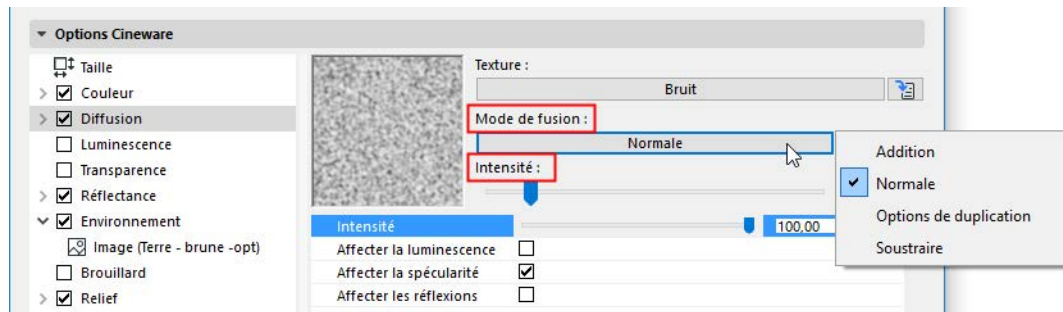 Options Cineware
Taille
Couleur
Diffusion
Luminescence
Transparence
Réflectance
Environnement
Image (Terre - brune -opt)
Brouillard
Relief
Texture :
Bruit
Mode de fusion :
Normale
Intensité :
Addition
Normale
Options de duplication
Soustraire
Intensité 100,00
Affecter la luminescence
Affecter la spécularité
Affecter les réflexions